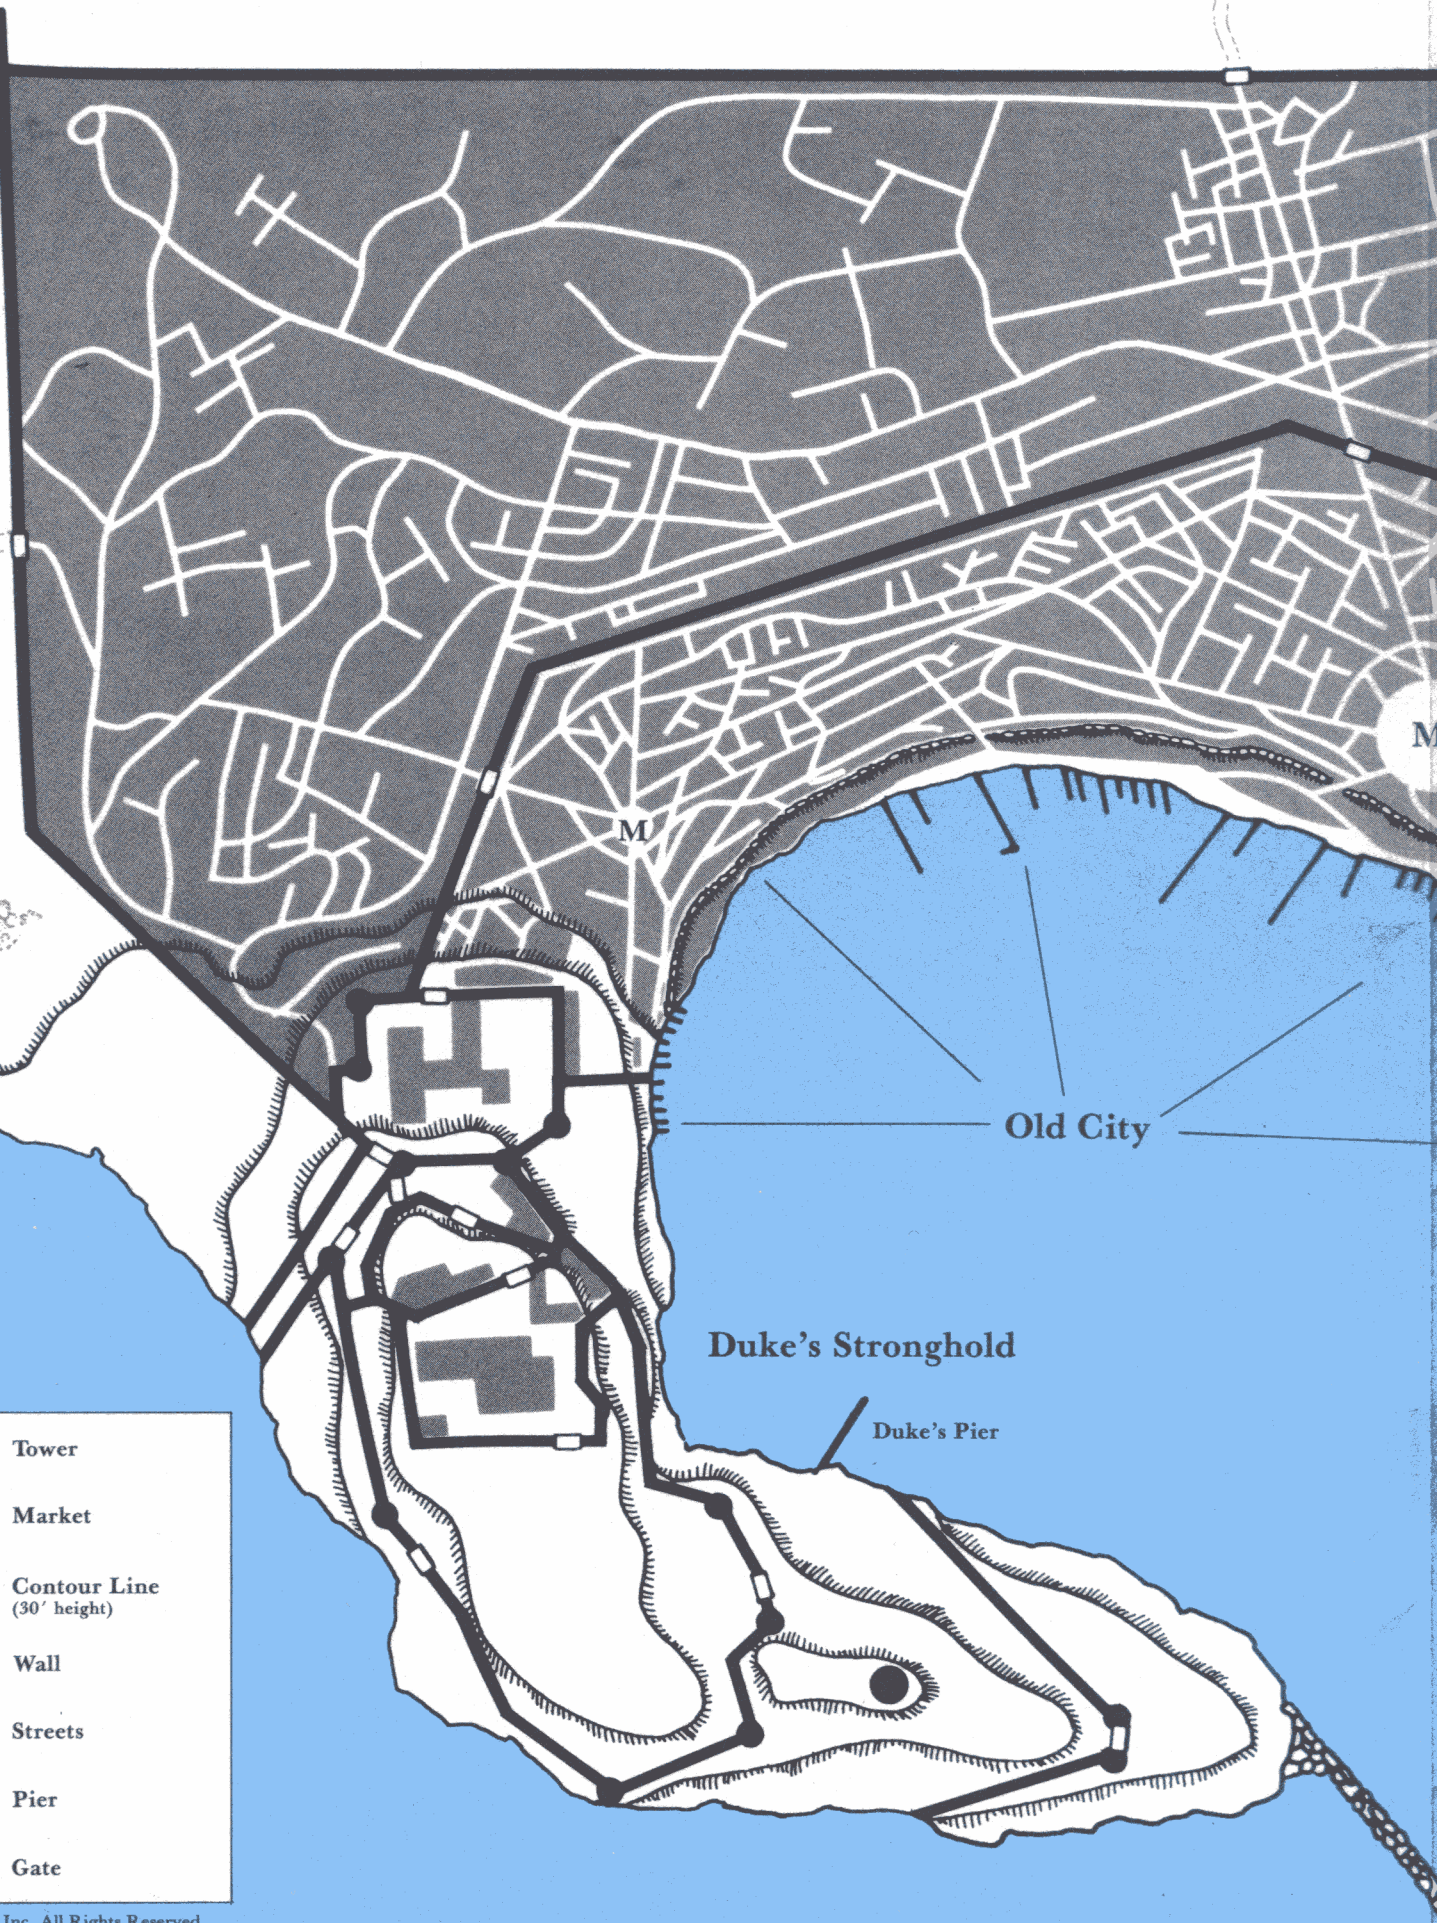 M
M
Old City
Duke's Stronghold
Duke's Pier
Tower
Market
Contour Line
(30′ height)
Wall
Streets
Pier
Gate
Inc. All Rights Reserved